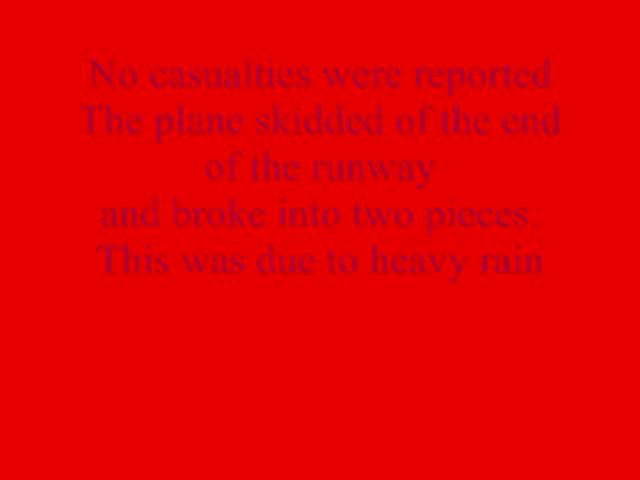 No casualties were reported
The plane skidded of the end
of the runway
and broke into two pieces.
This was due to heavy rain